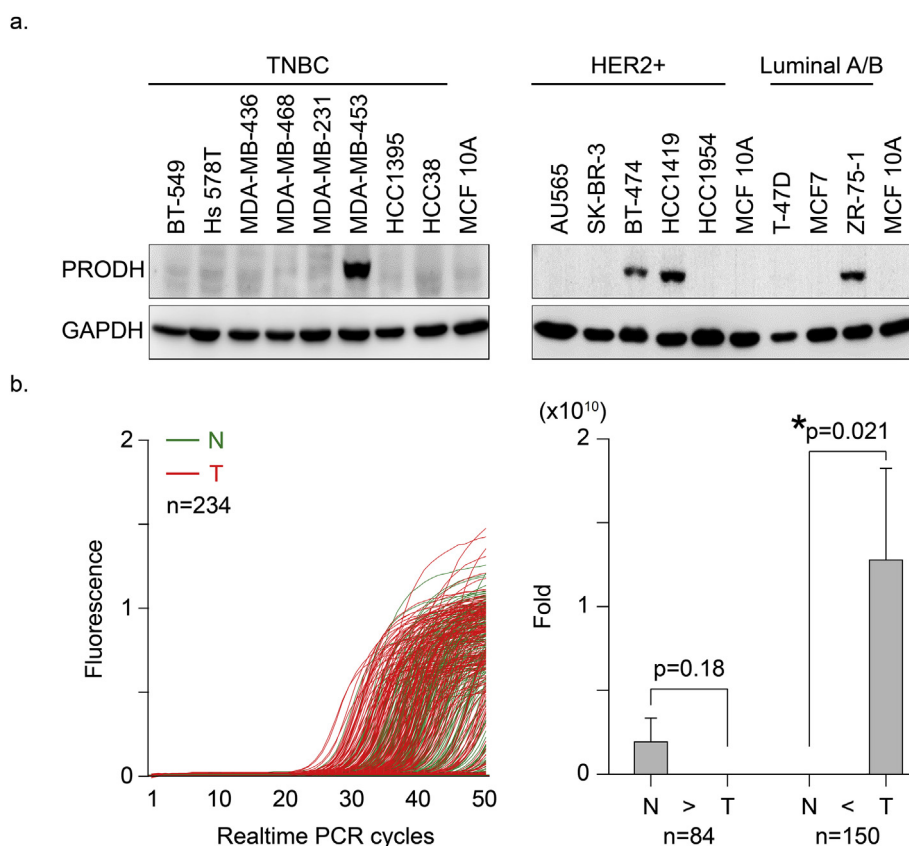 a.
TNBC
HER2+
Luminal A/B
BT-549
Hs 578T
MDA-MB-436
MDA-MB-468
MDA-MB-231
MDA-MB-453
HCC1395
HCC38
MCF 10A
AU565
SK-BR-3
BT-474
HCC1419
HCC1954
MCF 10A
T-47D
MCF7
ZR-75-1
MCF 10A
PRODH
GAPDH
b.
2
1
0
Fluorescence
N
T
n=234
1 10 20 30 40 50
Realtime PCR cycles
(x10¹⁰)
2
1
0
Fold
p=0.18
*p=0.021
N > T
N < T
n=84
n=150